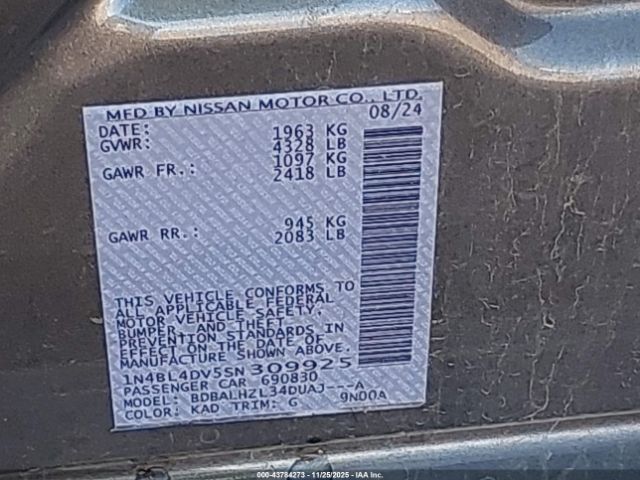 MFD BY NISSAN MOTOR CO., LTD.
DATE: 08/24
GVWR: 1963 KG
4328 LB
GAWR FR.: 1097 KG
2418 LB
GAWR RR.: 945 KG
2083 LB
THIS VEHICLE CONFORMS TO
ALL APPLICABLE FEDERAL
MOTOR VEHICLE SAFETY,
BUMPER, AND THEFT
PREVENTION STANDARDS IN
EFFECT ON THE DATE OF
MANUFACTURE SHOWN ABOVE.
1N4BL4DV5SN309925
PASSENGER CAR 690830
MODEL: BDBALHZL34DUAJ---A
COLOR: KAD TRIM: G 9N00A
000-43784273 - 11/25/2025 - IAA Inc.